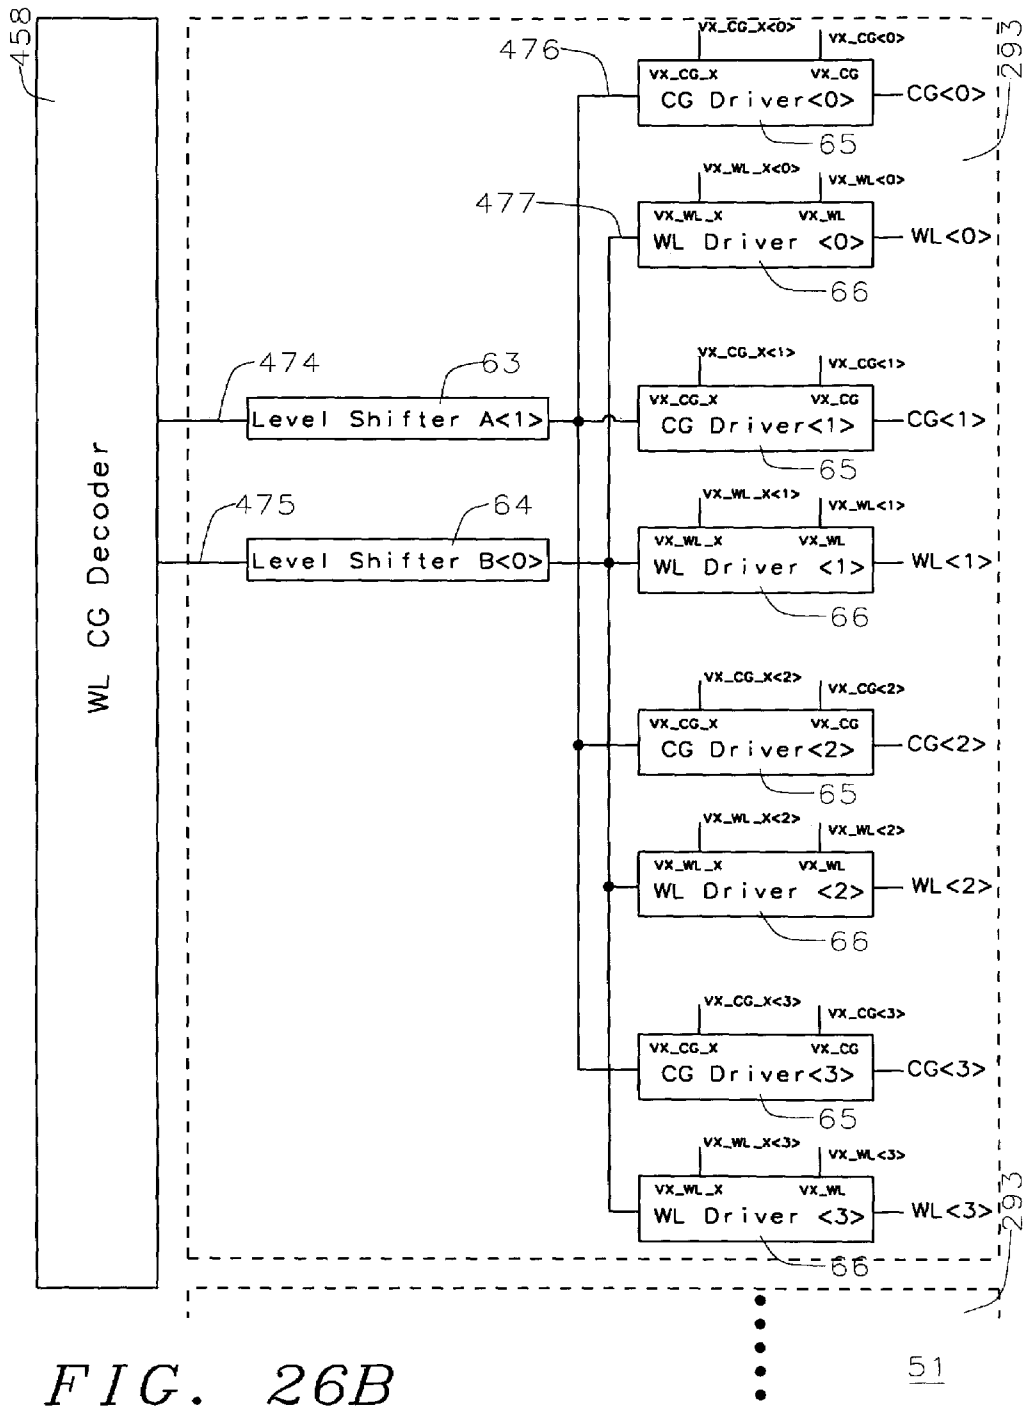 458
WL CG Decoder
474
475
Level Shifter A<1>
63
Level Shifter B<0>
64
476
477
VX_CG_X<0>
VX_CG<0>
VX_CG_X
VX_CG
CG Driver<0>
CG<0>
65
293
VX_WL_X<0>
VX_WL<0>
VX_WL_X
VX_WL
WL Driver <0>
WL<0>
66
VX_CG_X<1>
VX_CG<1>
VX_CG_X
VX_CG
CG Driver<1>
CG<1>
65
VX_WL_X<1>
VX_WL<1>
VX_WL_X
VX_WL
WL Driver <1>
WL<1>
66
VX_CG_X<2>
VX_CG<2>
VX_CG_X
VX_CG
CG Driver<2>
CG<2>
65
VX_WL_X<2>
VX_WL<2>
VX_WL_X
VX_WL
WL Driver <2>
WL<2>
66
VX_CG_X<3>
VX_CG<3>
VX_CG_X
VX_CG
CG Driver<3>
CG<3>
65
VX_WL_X<3>
VX_WL<3>
VX_WL_X
VX_WL
WL Driver <3>
WL<3>
66
293
51
FIG. 26B